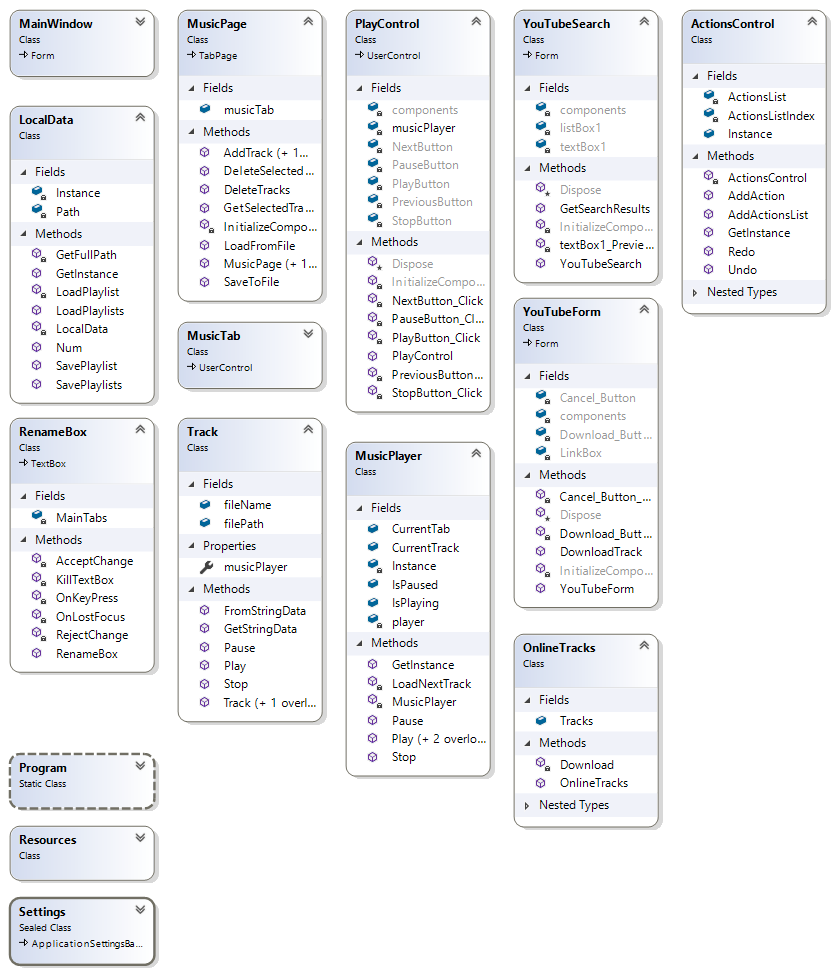 MainWindow
Class
Form
LocalData
Class
Fields
Instance
Path
Methods
GetFullPath
GetInstance
LoadPlaylist
LoadPlaylists
LocalData
Num
SavePlaylist
SavePlaylists
RenameBox
Class
TextBox
Fields
MainTabs
Methods
AcceptChange
KillTextBox
OnKeyPress
OnLostFocus
RejectChange
RenameBox
Program
Static Class
Resources
Class
Settings
Sealed Class
ApplicationSettingsBa...
MusicPage
Class
TabPage
Fields
musicTab
Methods
AddTrack (+ 1...
DeleteSelected...
DeleteTracks
GetSelectedTra...
InitializeCompo...
LoadFromFile
MusicPage (+ 1...
SaveToFile
MusicTab
Class
UserControl
Track
Class
Fields
fileName
filePath
Properties
musicPlayer
Methods
FromStringData
GetStringData
Pause
Play
Stop
Track (+ 1 overl...
PlayControl
Class
UserControl
Fields
components
musicPlayer
NextButton
PauseButton
PlayButton
PreviousButton
StopButton
Methods
Dispose
InitializeCompo...
NextButton_Click
PauseButton_Cl...
PlayButton_Click
PlayControl
PreviousButton...
StopButton_Click
MusicPlayer
Class
Fields
CurrentTab
CurrentTrack
Instance
IsPaused
IsPlaying
player
Methods
GetInstance
LoadNextTrack
MusicPlayer
Pause
Play (+ 2 overlo...
Stop
YouTubeSearch
Class
Form
Fields
components
listBox1
textBox1
Methods
Dispose
GetSearchResults
InitializeCompo...
textBox1_Previe...
YouTubeSearch
YouTubeForm
Class
Form
Fields
Cancel_Button
components
Download_Butt...
LinkBox
Methods
Cancel_Button_...
Dispose
Download_Butt...
DownloadTrack
InitializeCompo...
YouTubeForm
OnlineTracks
Class
Fields
Tracks
Methods
Download
OnlineTracks
Nested Types
ActionsControl
Class
Fields
ActionsList
ActionsListIndex
Instance
Methods
ActionsControl
AddAction
AddActionsList
GetInstance
Redo
Undo
Nested Types